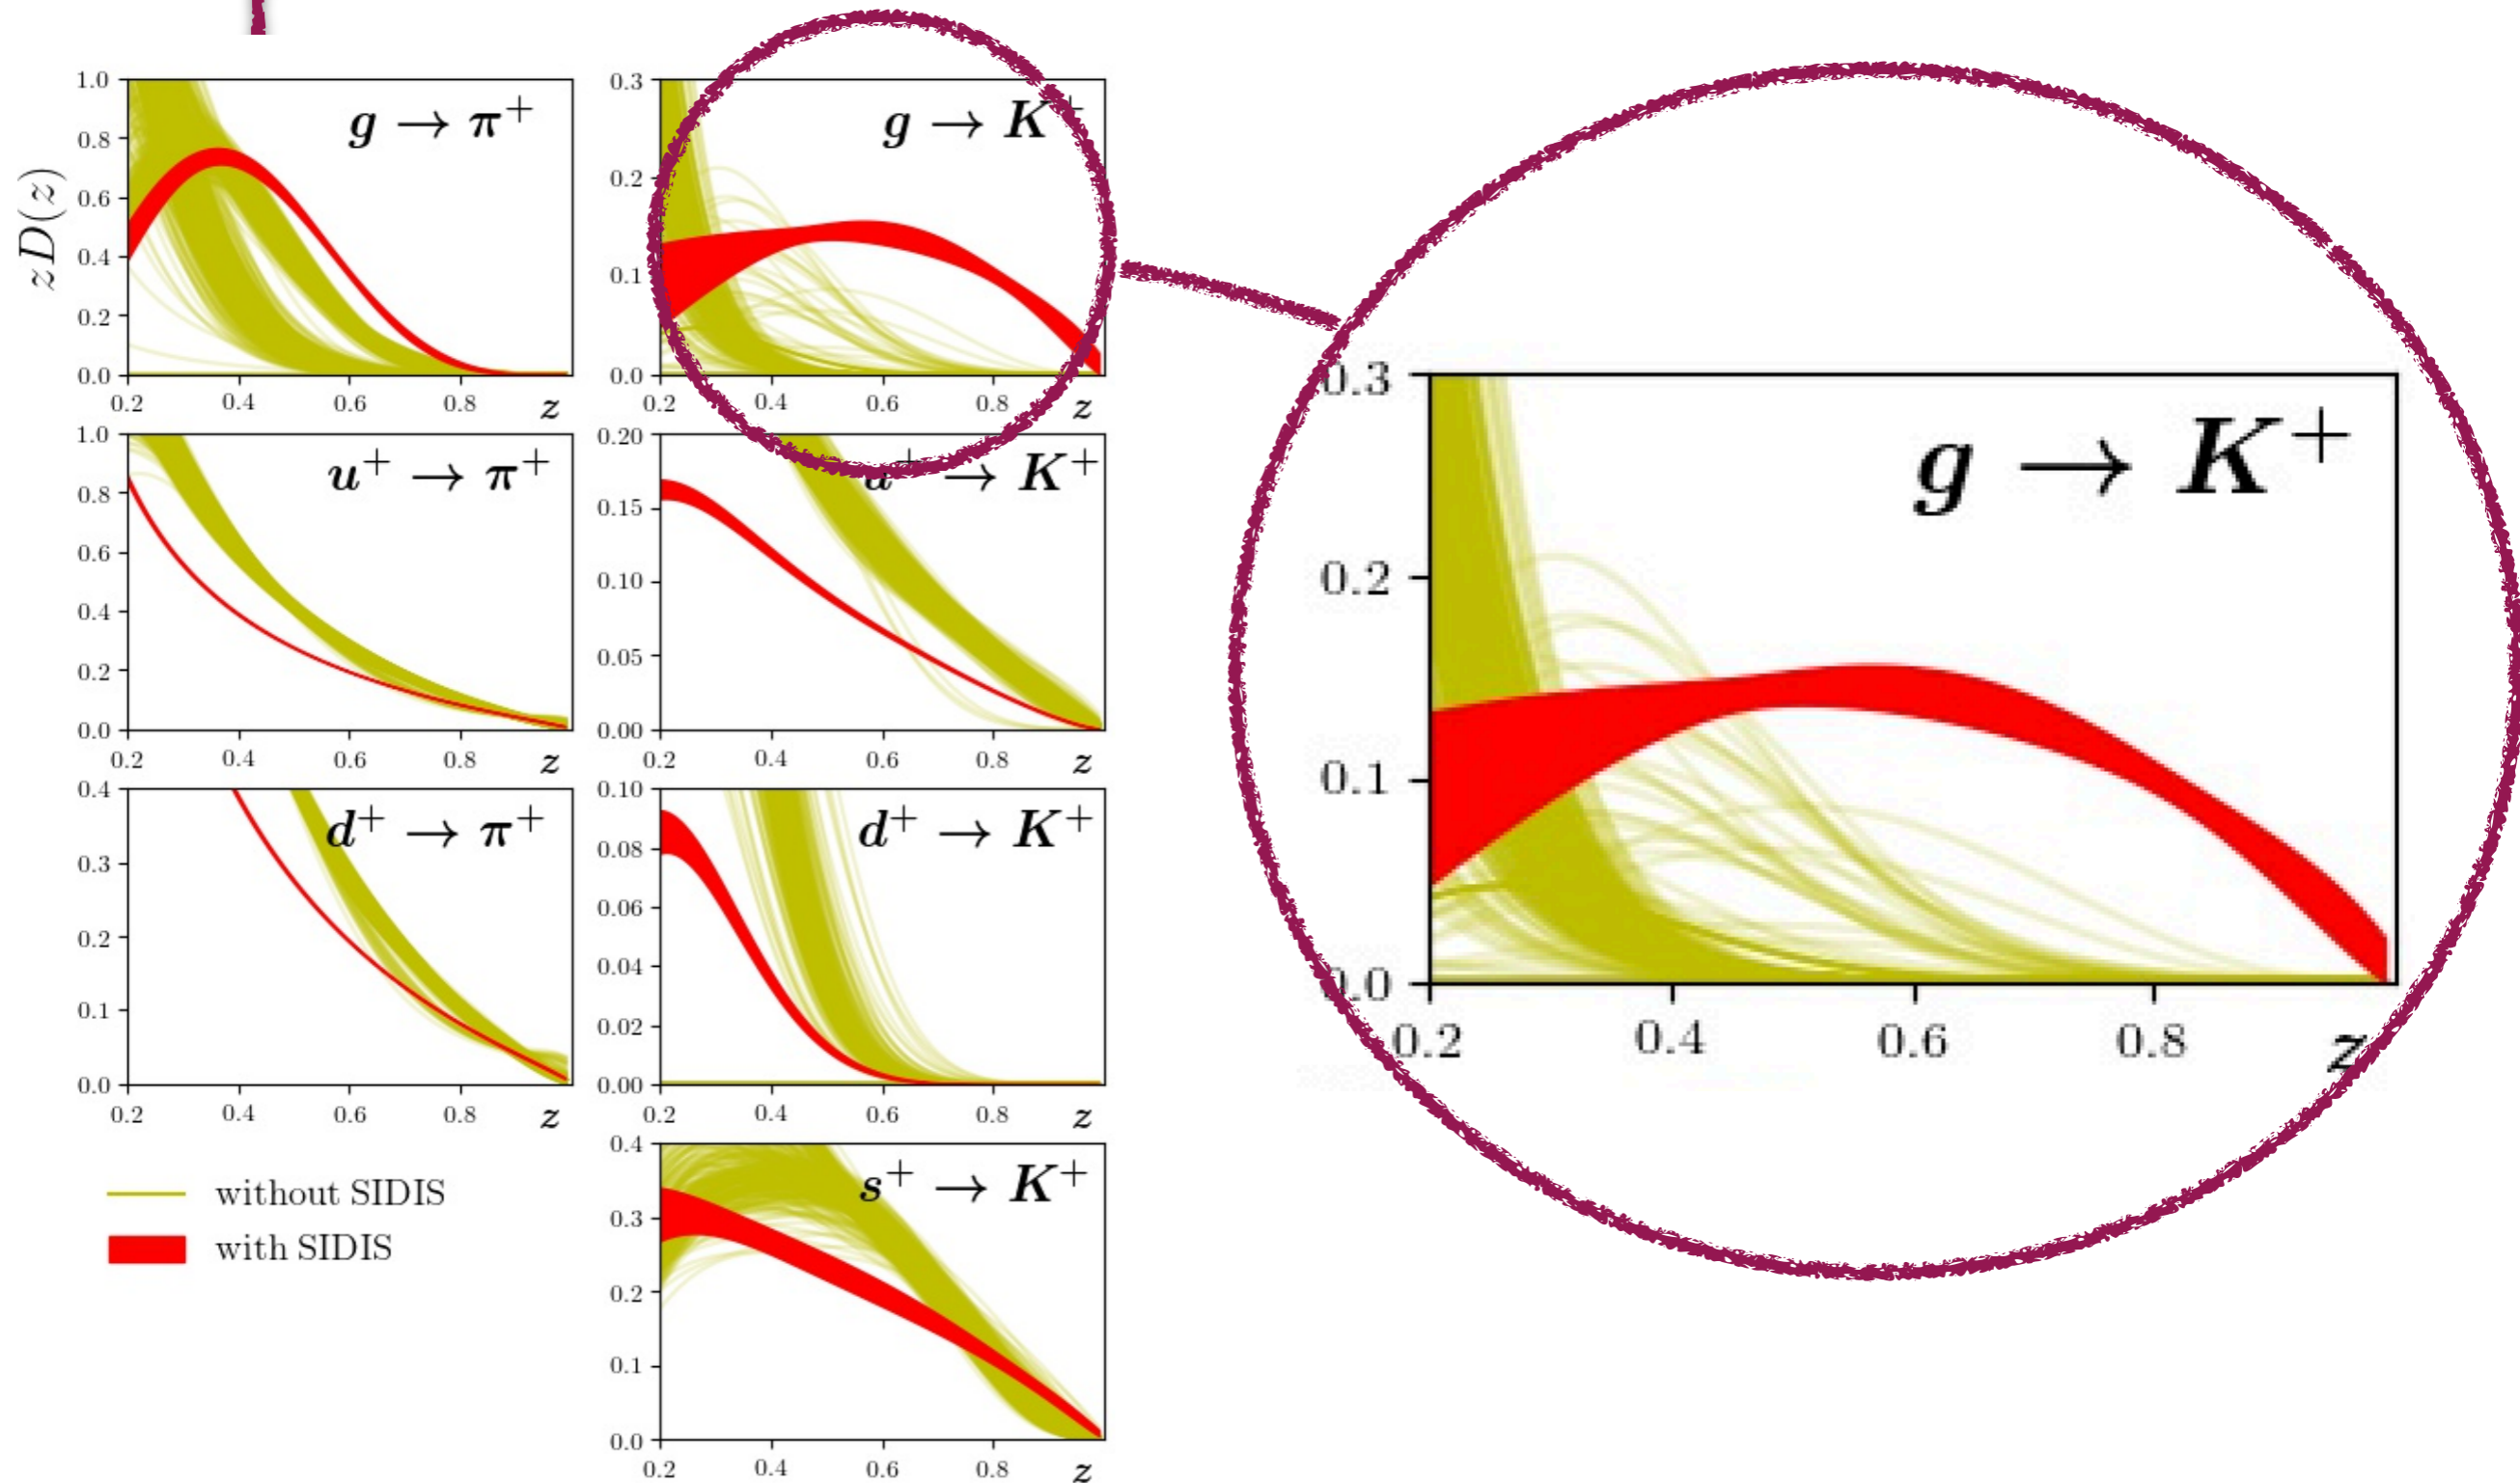 zD(z)
1.0
0.8
0.6
0.4
0.2
0.0
g → π⁺
0.2 0.4 0.6 0.8 z
0.3
0.2
0.1
0.0
g → K⁺
0.2 0.4 0.6 0.8 z
1.0
0.8
0.6
0.4
0.2
0.0
u⁺ → π⁺
0.2 0.4 0.6 0.8 z
0.20
0.15
0.10
0.05
0.00
u⁺ → K⁺
0.2 0.4 0.6 0.8 z
0.4
0.3
0.2
0.1
0.0
d⁺ → π⁺
0.2 0.4 0.6 0.8 z
0.10
0.08
0.06
0.04
0.02
0.00
d⁺ → K⁺
0.2 0.4 0.6 0.8 z
without SIDIS
with SIDIS
0.4
0.3
0.2
0.1
0.0
s⁺ → K⁺
0.2 0.4 0.6 0.8 z
0.3
0.2
0.1
0.0
g → K⁺
0.2 0.4 0.6 0.8 z